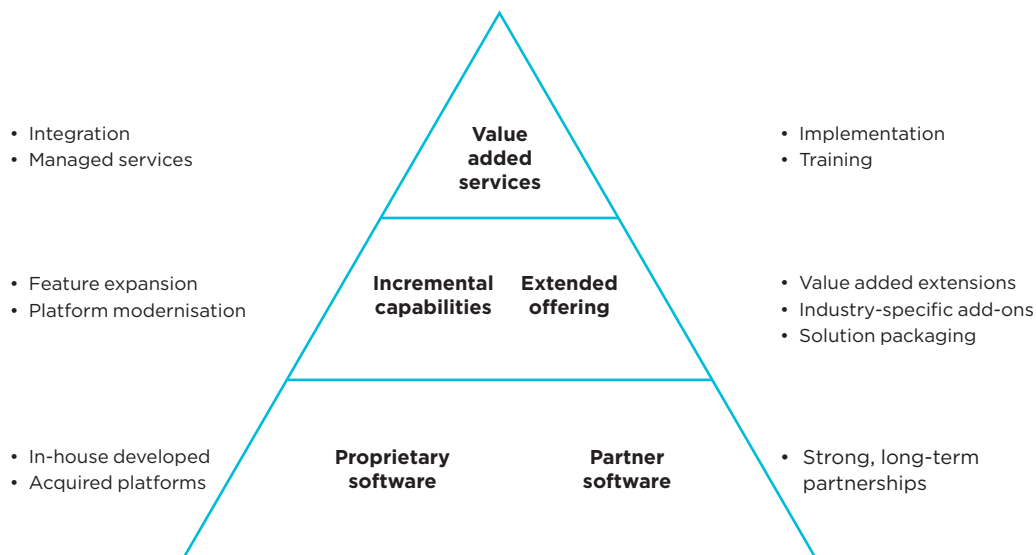 • Integration
• Managed services
Value
added
services
• Implementation
• Training
• Feature expansion
• Platform modernisation
Incremental
capabilities
Extended
offering
• Value added extensions
• Industry-specific add-ons
• Solution packaging
• In-house developed
• Acquired platforms
Proprietary
software
Partner
software
• Strong, long-term
partnerships